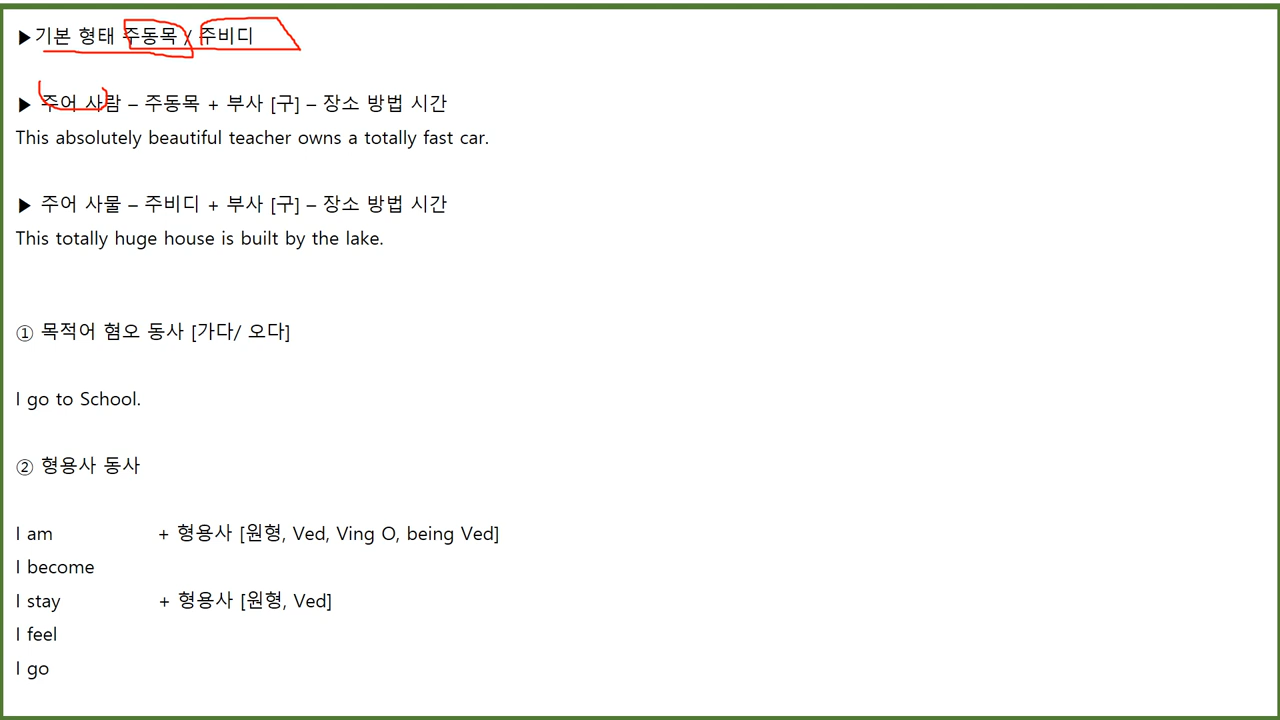 ▶기본 형태 주동목 / 주비디
▶ 주어 사람 – 주동목 + 부사 [구] – 장소 방법 시간
This absolutely beautiful teacher owns a totally fast car.
▶ 주어 사물 – 주비디 + 부사 [구] – 장소 방법 시간
This totally huge house is built by the lake.
① 목적어 혐오 동사 [가다/ 오다]
I go to School.
② 형용사 동사
I am + 형용사 [원형, Ved, Ving O, being Ved]
I become
I stay + 형용사 [원형, Ved]
I feel
I go